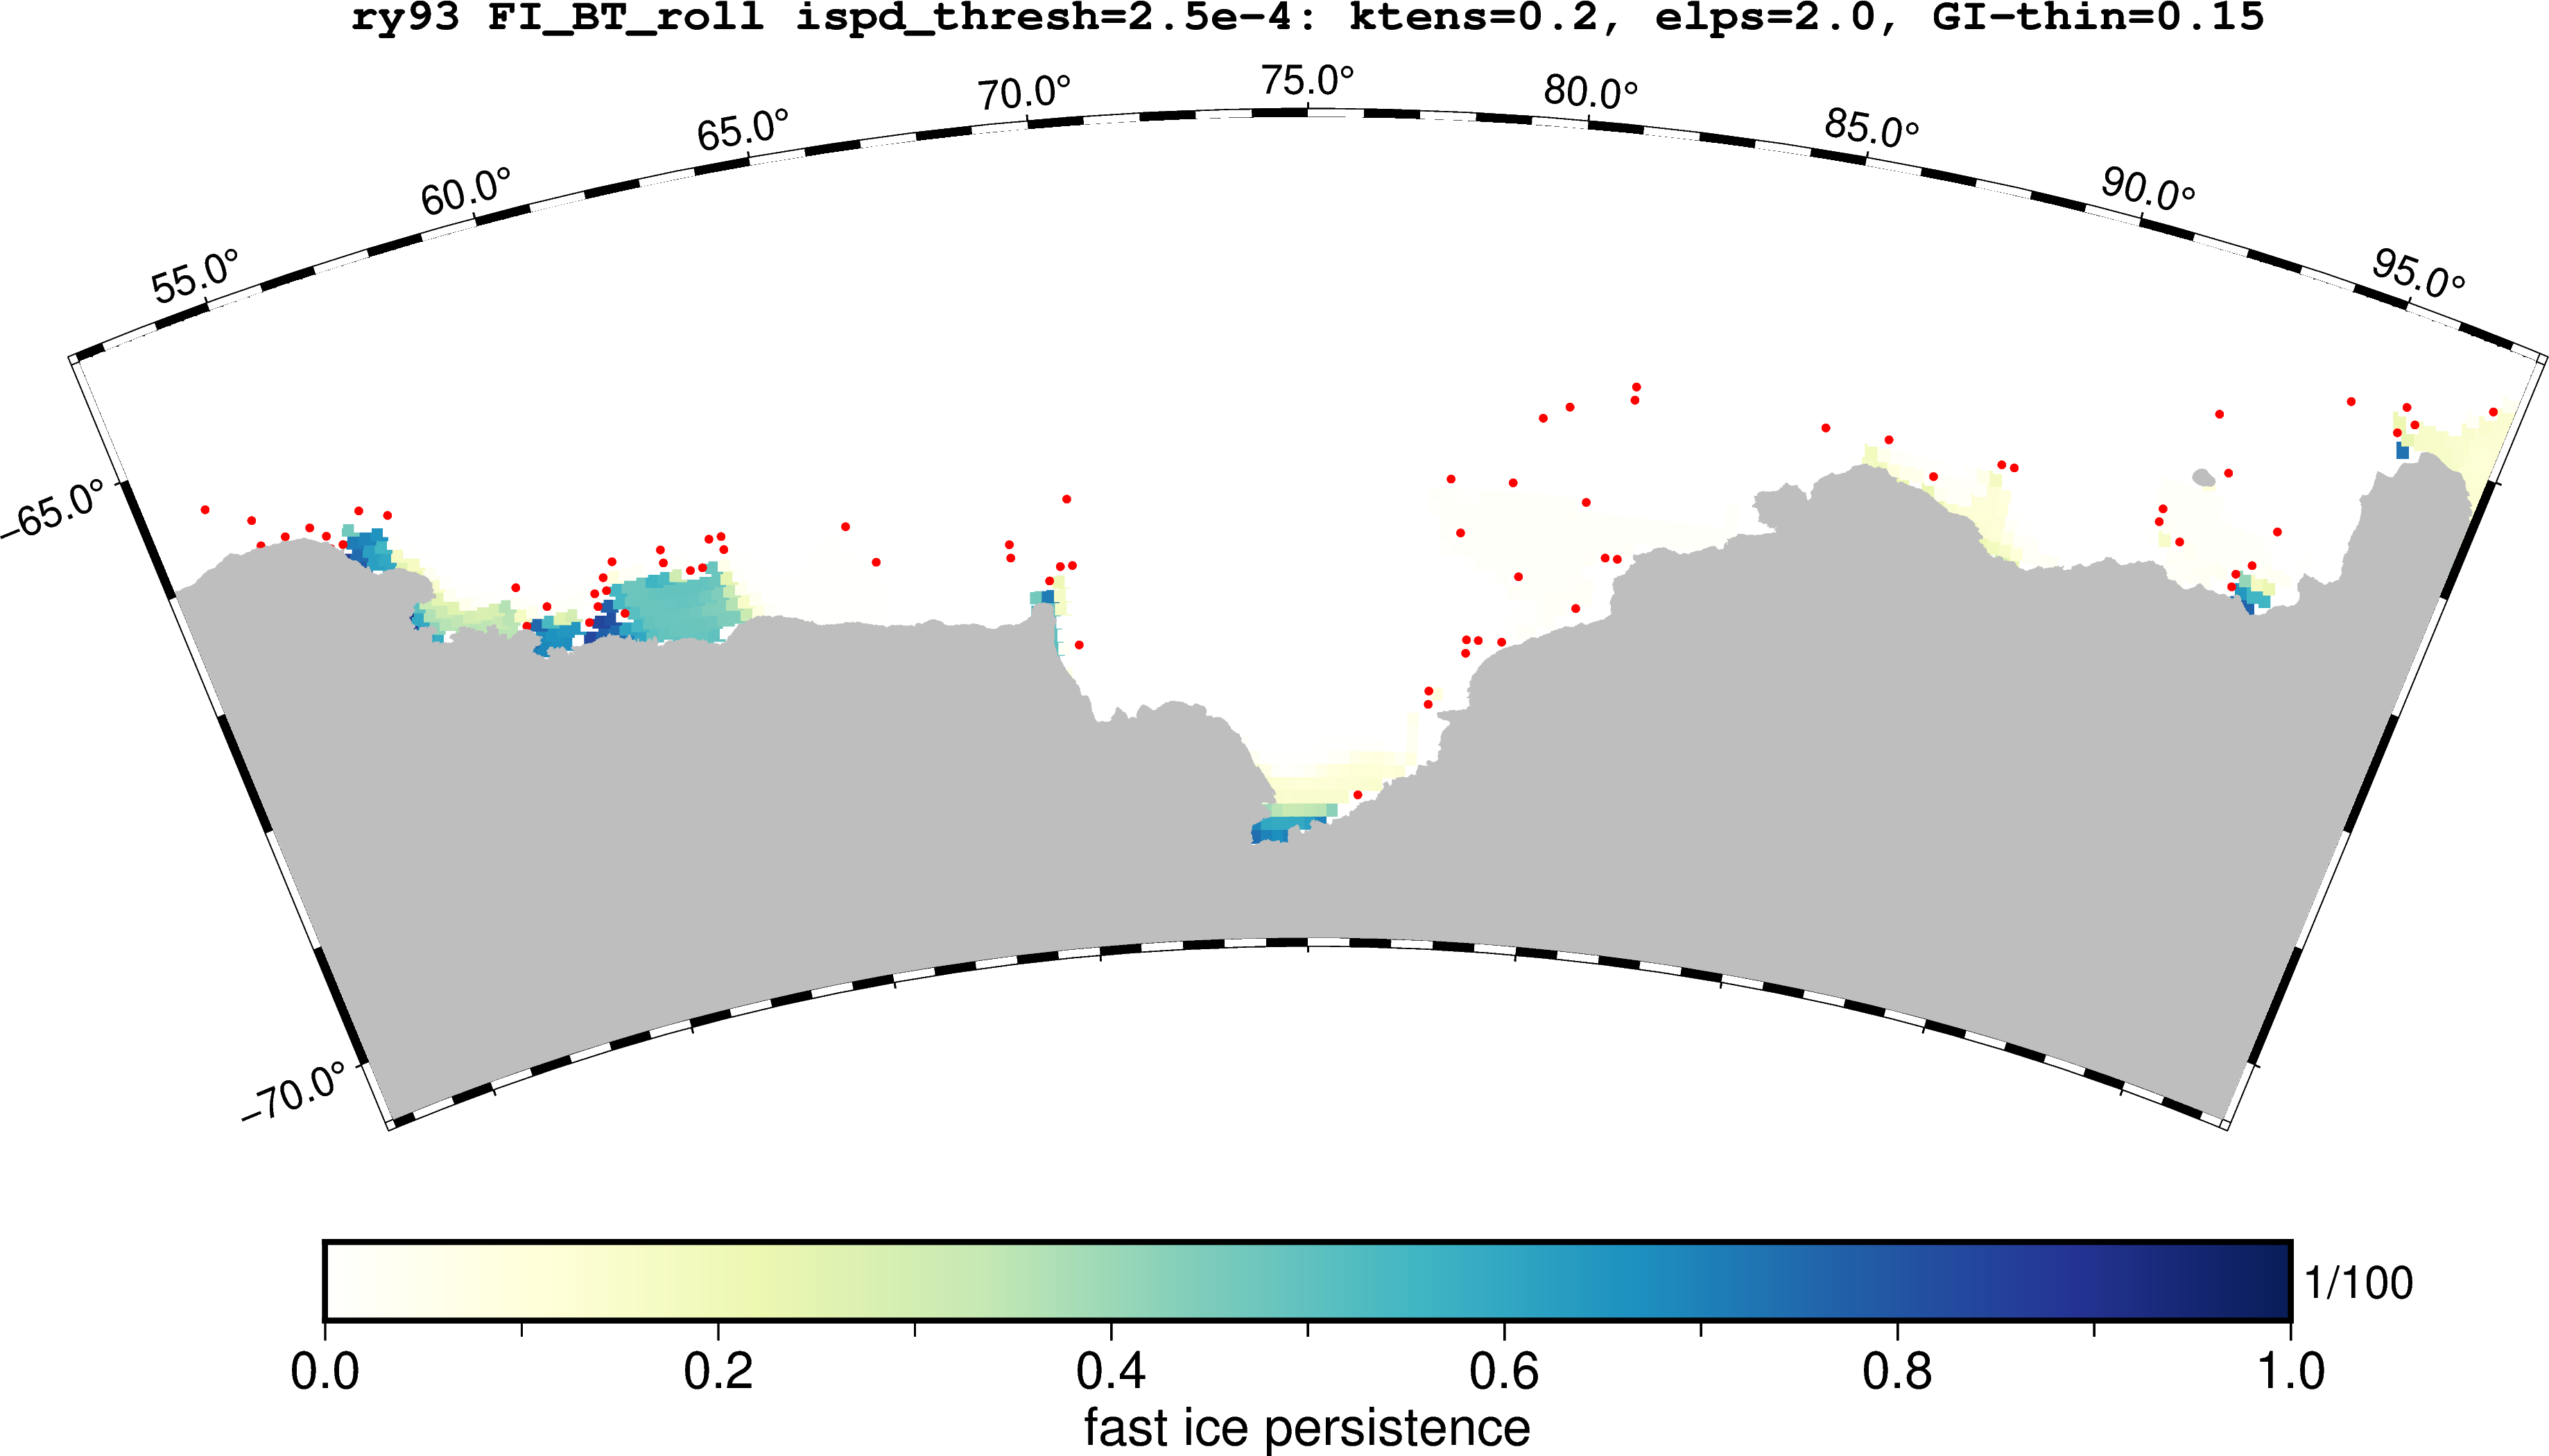 ry93 FI_BT_roll ispd_thresh=2.5e−4: ktens=0.2, elps=2.0, GI−thin=0.15
55.0° 60.0° 65.0° 70.0° 75.0° 80.0° 85.0° 90.0° 95.0°
−65.0°
−70.0°
1/100
0.0 0.2 0.4 0.6 0.8 1.0
fast ice persistence